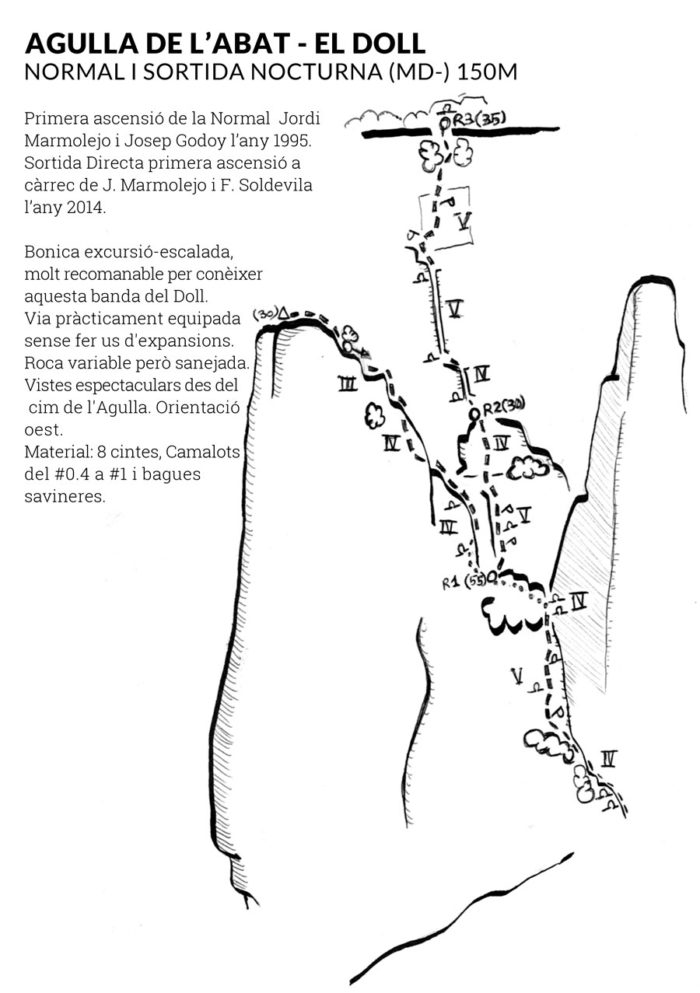 AGULLA DE L'ABAT - EL DOLL
NORMAL I SORTIDA NOCTURNA (MD-) 150M
Primera ascensió de la Normal Jordi
Marmolejo i Josep Godoy l'any 1995.
Sortida Directa primera ascensió a
càrrec de J. Marmolejo i F. Soldevila
l'any 2014.
Bonica excursió-escalada,
molt recomanable per conèixer
aquesta banda del Doll.
Via pràcticament equipada
sense fer us d'expansions.
Roca variable però sanejada.
Vistes espectaculars des del
cim de l'Agulla. Orientació
oest.
Material: 8 cintes, Camalots
del #0.4 a #1 i bagues
savineres.
R3(35)
V
V
(30)
III
IV
R2(30)
IV
IV
IV
V
R1(55)
IV
V
IV